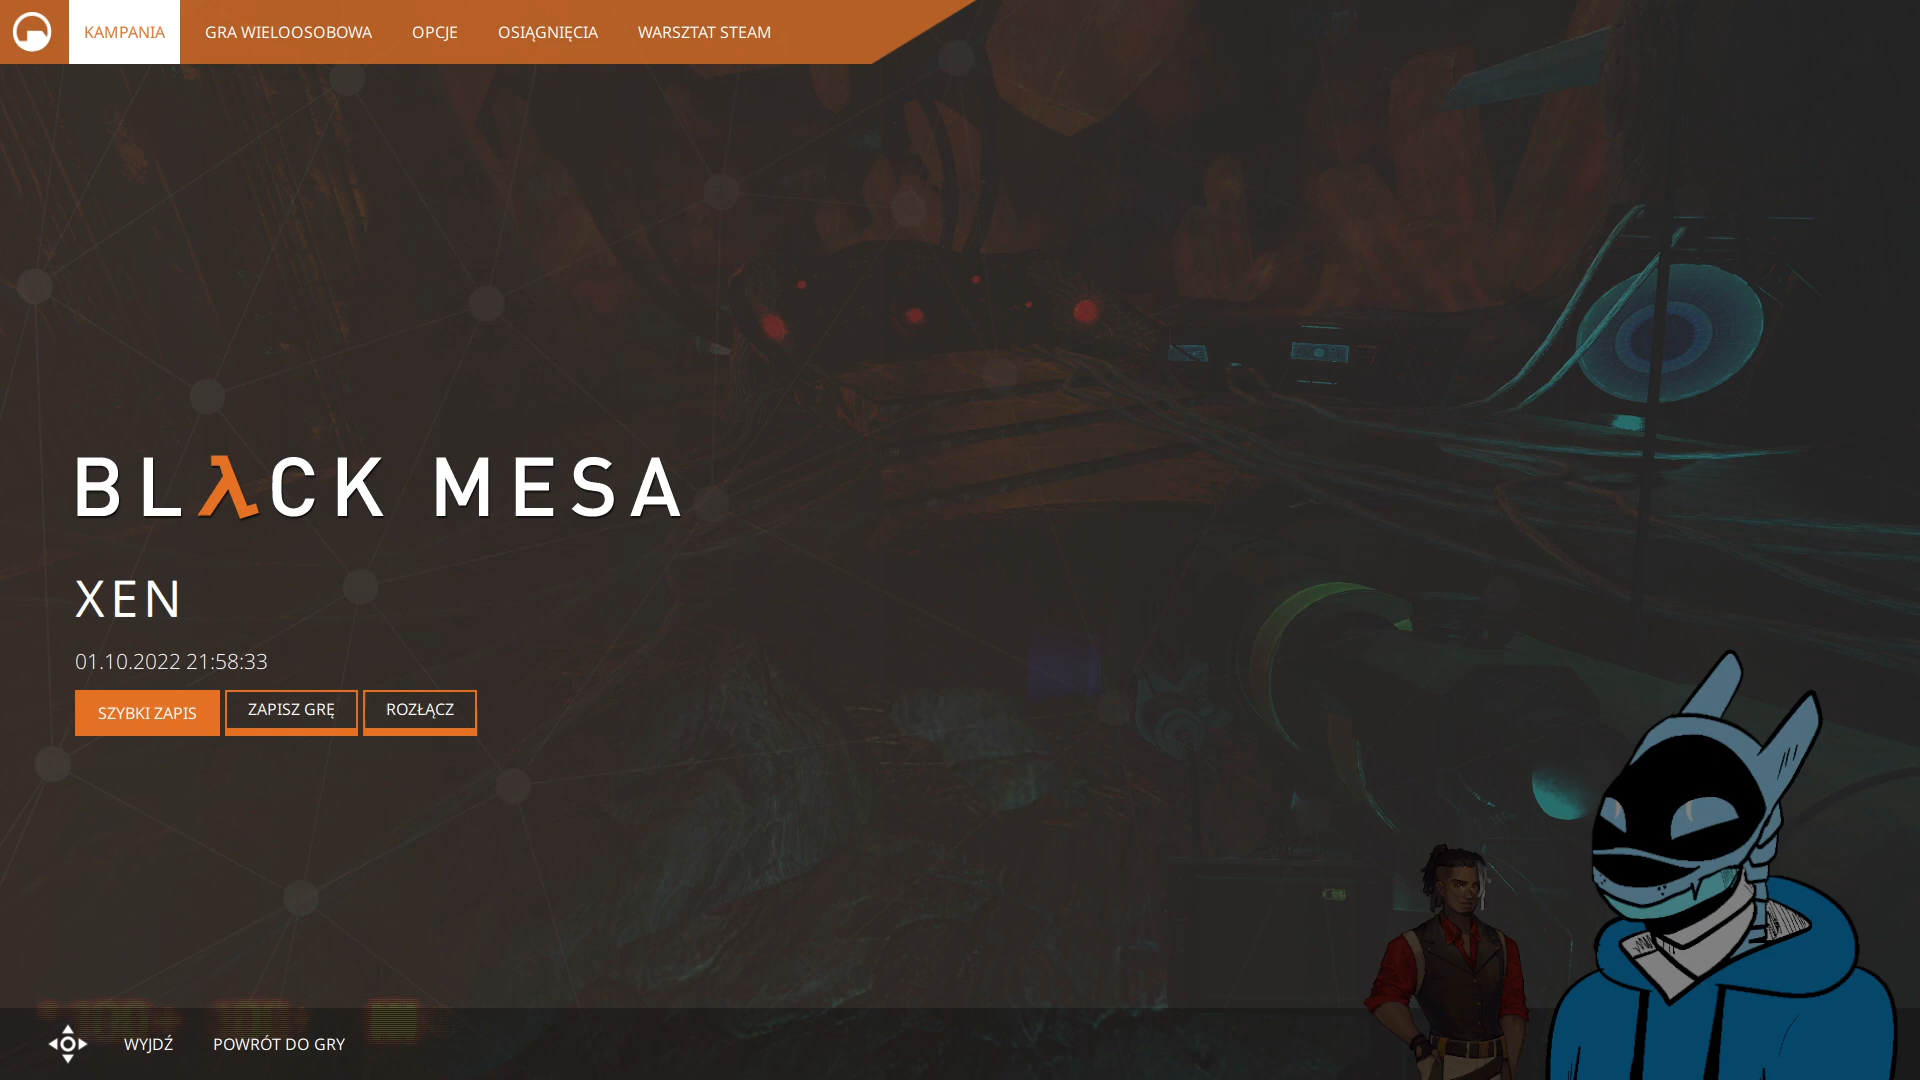 KAMPANIA GRA WIELOOSOBOWA OPCJE OSIĄGNIĘCIA WARSZTAT STEAM
BLλCK MESA
XEN
01.10.2022 21:58:33
SZYBKI ZAPIS ZAPISZ GRĘ ROZŁĄCZ
WYJDŹ POWRÓT DO GRY